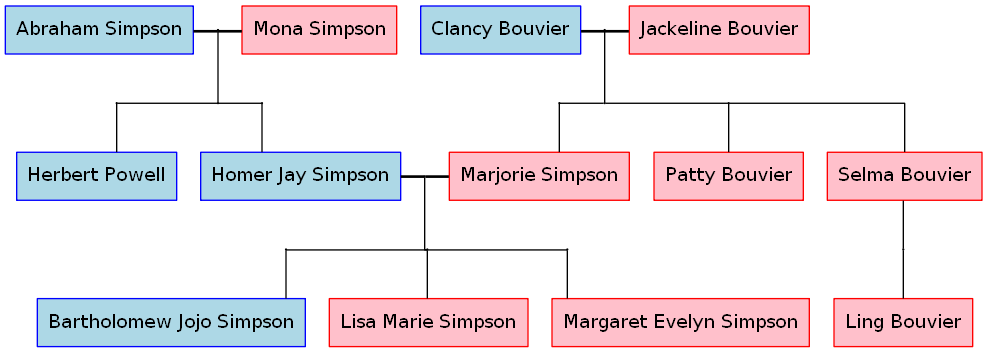 Abraham Simpson
Mona Simpson
Clancy Bouvier
Jackeline Bouvier
Herbert Powell
Homer Jay Simpson
Marjorie Simpson
Patty Bouvier
Selma Bouvier
Bartholomew Jojo Simpson
Lisa Marie Simpson
Margaret Evelyn Simpson
Ling Bouvier